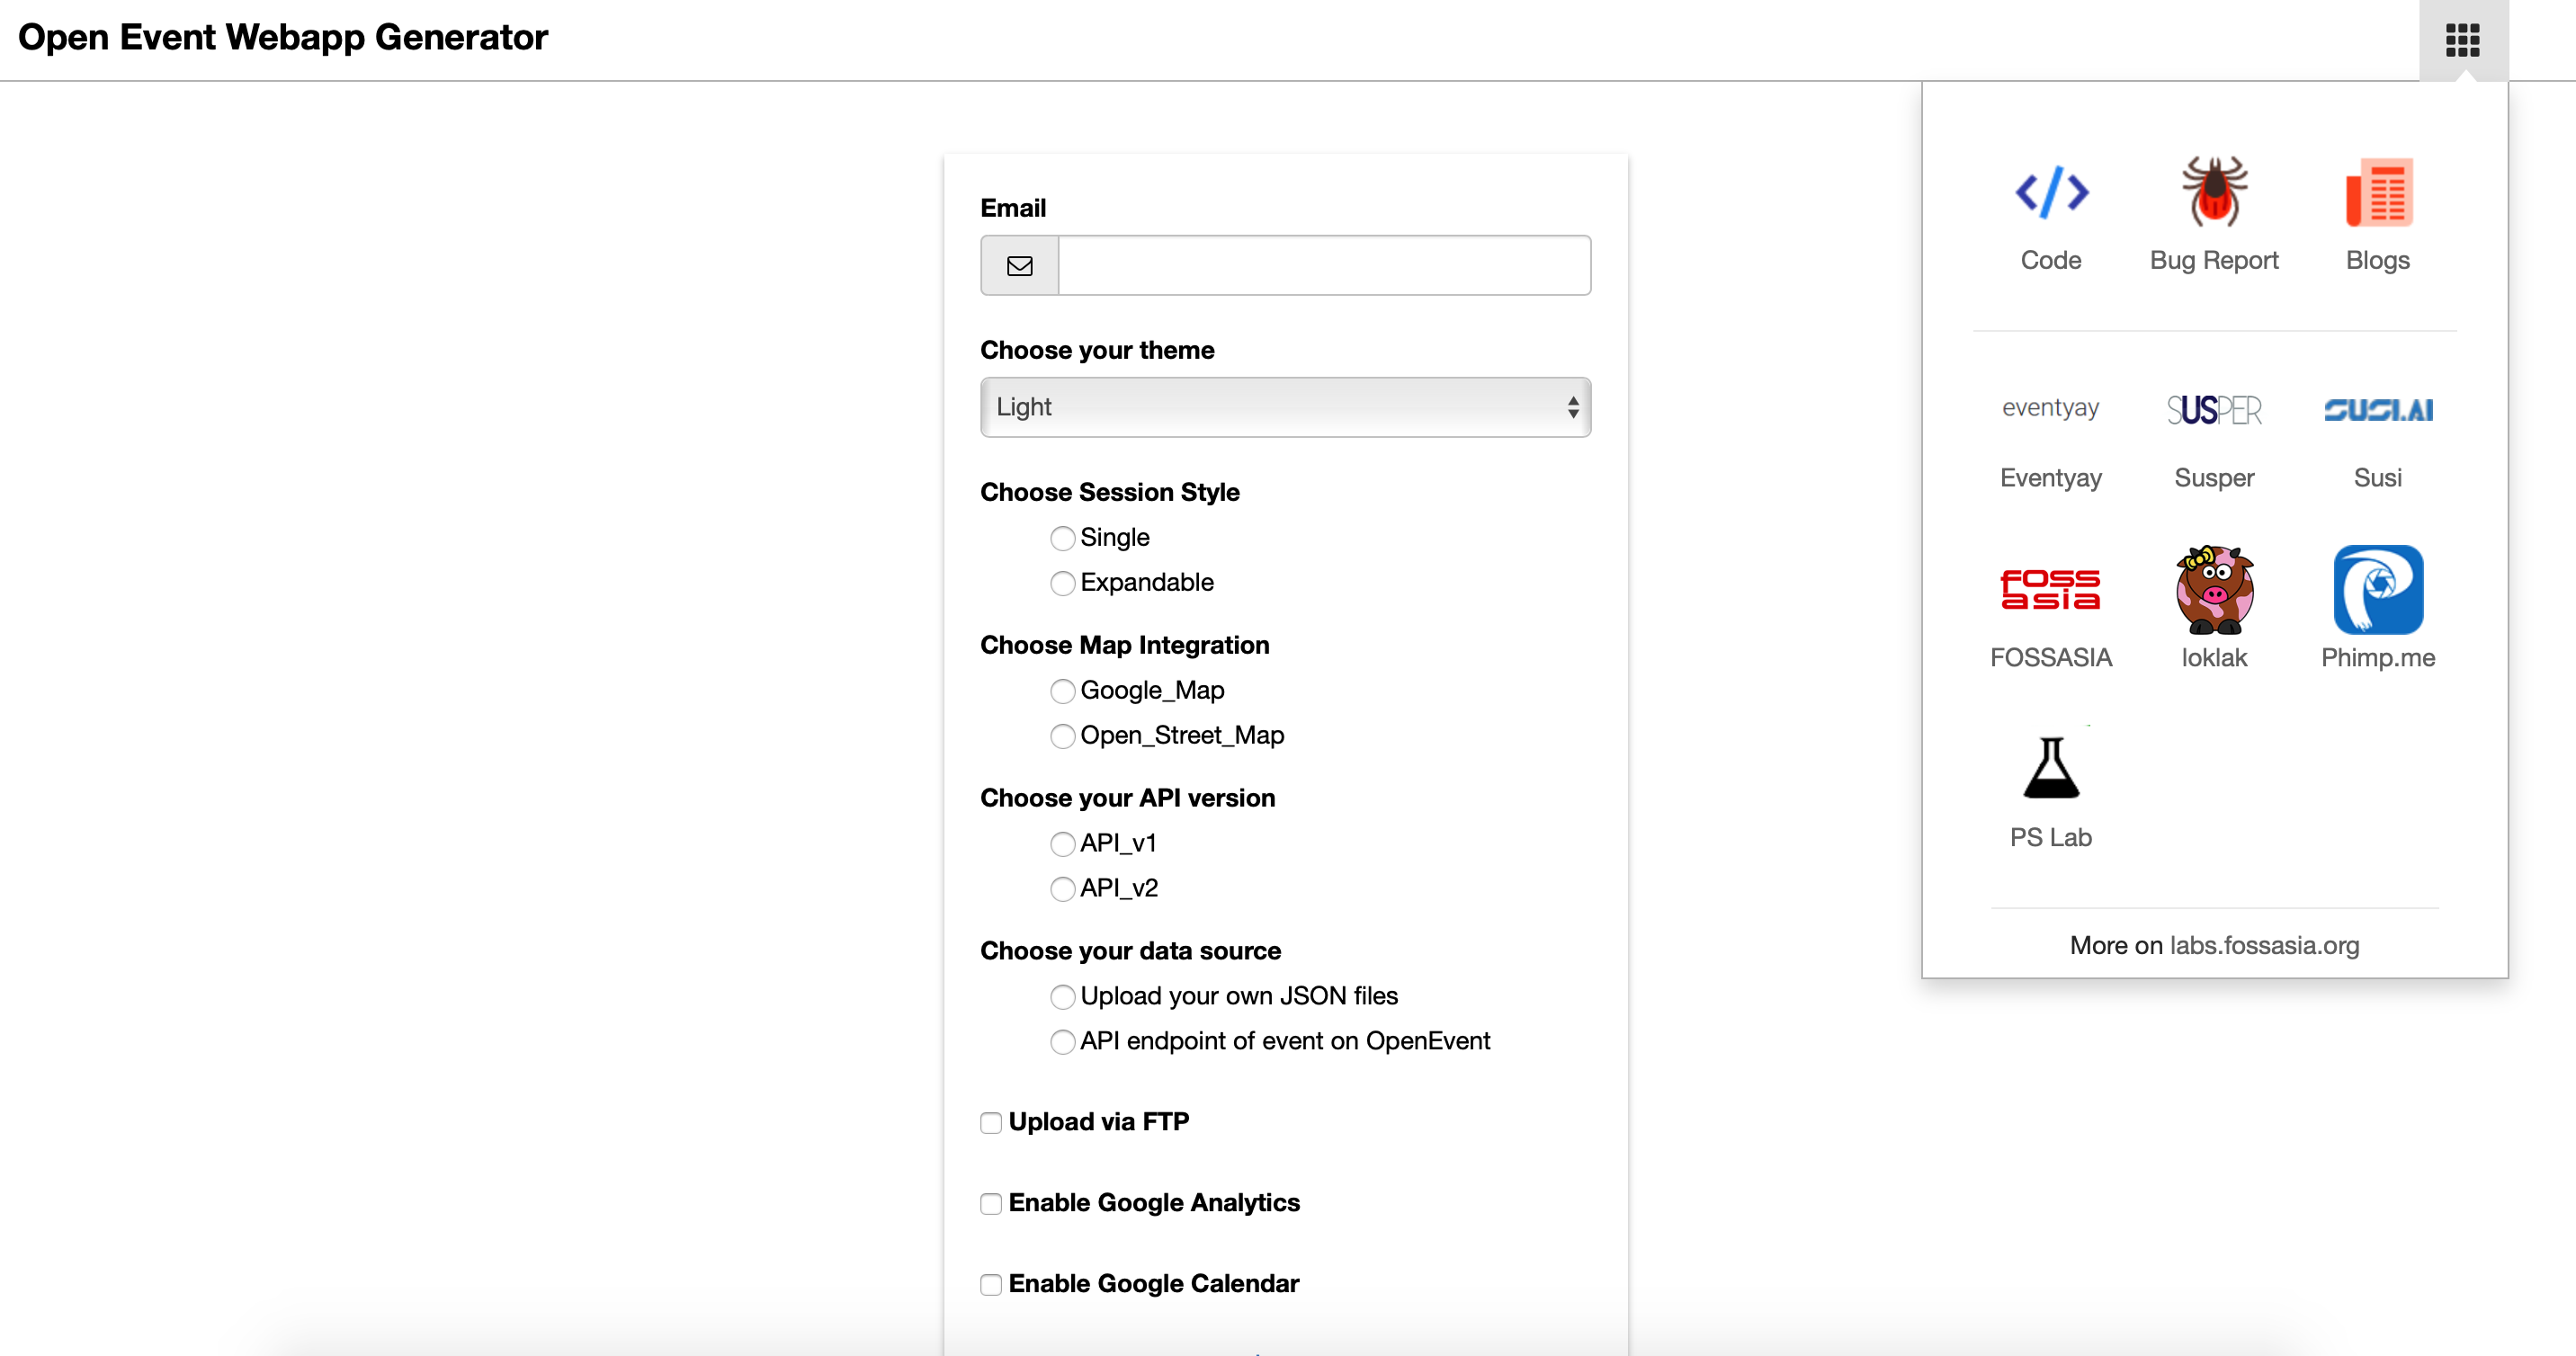 Open Event Webapp Generator
Email
Choose your theme
Light
Choose Session Style
Single
Expandable
Choose Map Integration
Google_Map
Open_Street_Map
Choose your API version
API_v1
API_v2
Choose your data source
Upload your own JSON files
API endpoint of event on OpenEvent
Upload via FTP
Enable Google Analytics
Enable Google Calendar
Code
Bug Report
Blogs
eventyay
SUSPER
SUSI.AI
Eventyay
Susper
Susi
FOSS
asia
FOSSASIA
loklak
Phimp.me
PS Lab
More on labs.fossasia.org